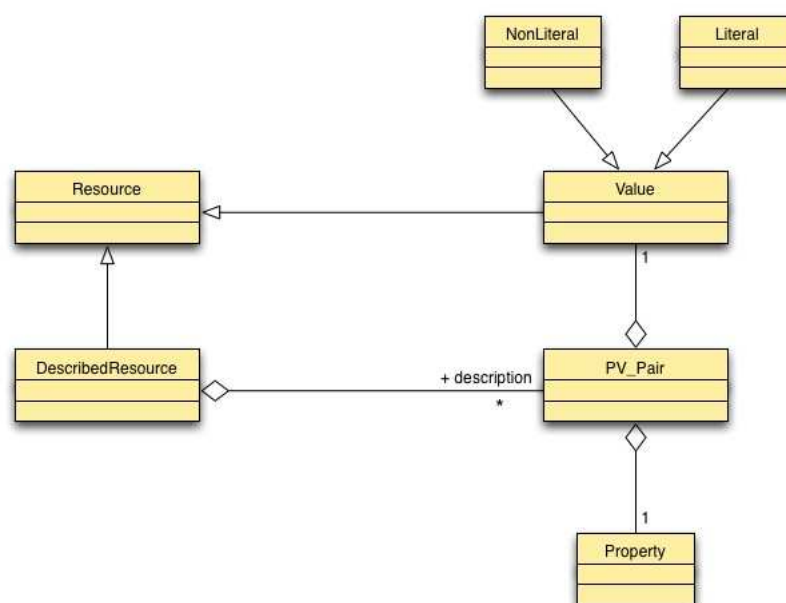 NonLiteral
Literal
Resource
Value
1
DescribedResource
+ description
*
PV_Pair
1
Property